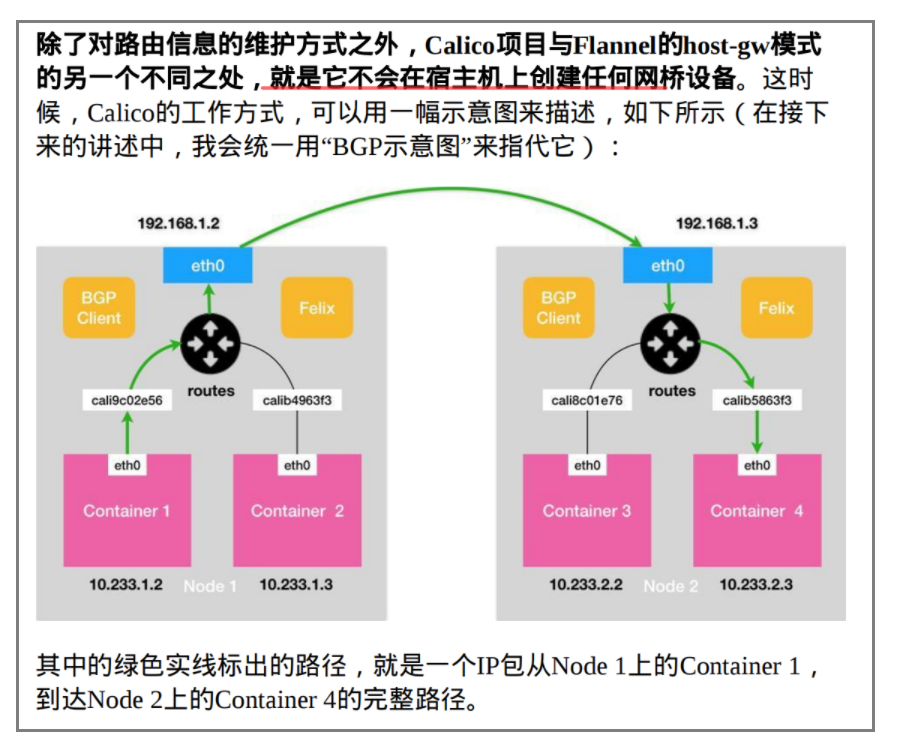 除了对路由信息的维护方式之外，Calico项目与Flannel的host-gw模式
的另一个不同之处，就是它不会在宿主机上创建任何网桥设备。这时
候，Calico的工作方式，可以用一幅示意图来描述，如下所示（在接下
来的讲述中，我会统一用“BGP示意图”来指代它）：
192.168.1.2
192.168.1.3
eth0
eth0
BGP
Client
Felix
BGP
Client
Felix
routes
routes
cali9c02e56
calib4963f3
cali8c01e76
calib5863f3
eth0
eth0
eth0
eth0
Container 1
Container 2
Container 3
Container 4
10.233.1.2
Node 1
10.233.1.3
10.233.2.2
Node 2
10.233.2.3
其中的绿色实线标出的路径，就是一个IP包从Node 1上的Container 1，
到达Node 2上的Container 4的完整路径。